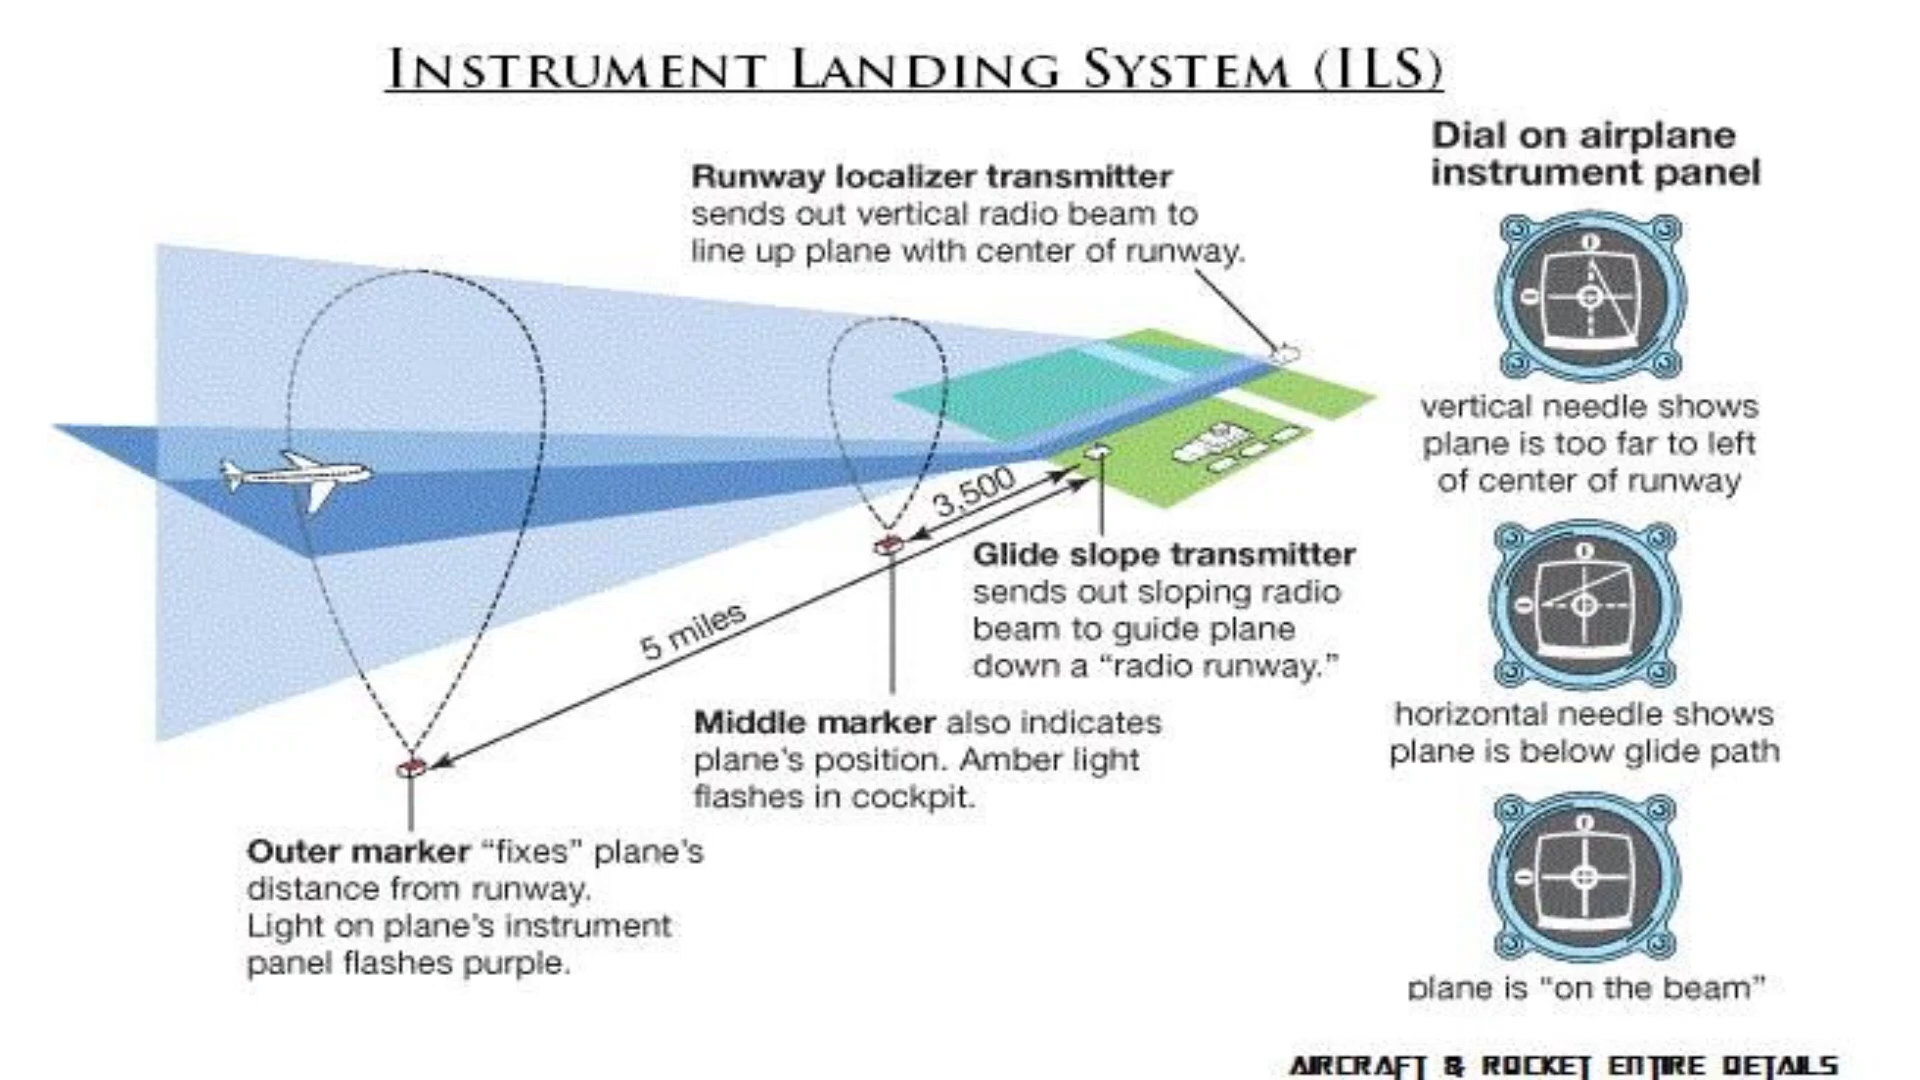 INSTRUMENT LANDING SYSTEM (ILS)
Runway localizer transmitter
sends out vertical radio beam to
line up plane with center of runway.
Dial on airplane
instrument panel
vertical needle shows
plane is too far to left
of center of runway
3,500
5 miles
Glide slope transmitter
sends out sloping radio
beam to guide plane
down a “radio runway.”
horizontal needle shows
plane is below glide path
Middle marker also indicates
plane's position. Amber light
flashes in cockpit.
Outer marker “fixes” plane's
distance from runway.
Light on plane's instrument
panel flashes purple.
plane is “on the beam”
AIRCRAFT & ROCKET ENTIRE DETAILS